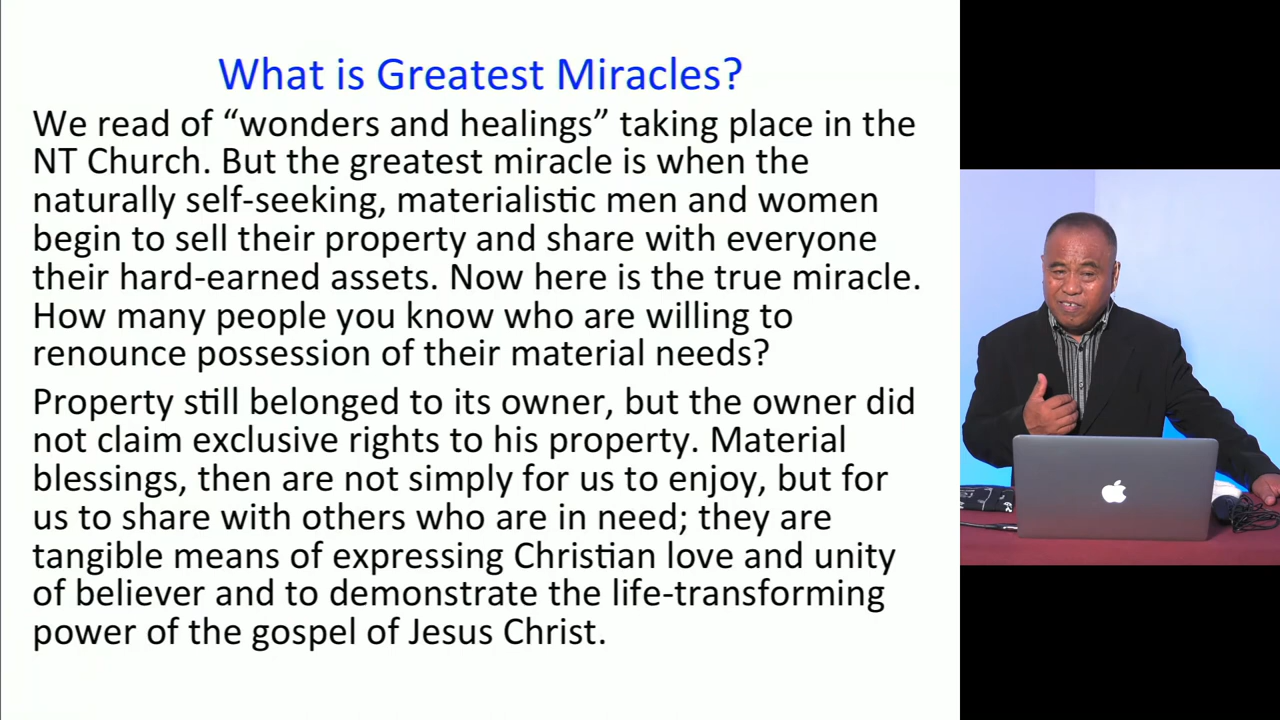 What is Greatest Miracles?
We read of “wonders and healings” taking place in the
NT Church. But the greatest miracle is when the
naturally self-seeking, materialistic men and women
begin to sell their property and share with everyone
their hard-earned assets. Now here is the true miracle.
How many people you know who are willing to
renounce possession of their material needs?
Property still belonged to its owner, but the owner did
not claim exclusive rights to his property. Material
blessings, then are not simply for us to enjoy, but for
us to share with others who are in need; they are
tangible means of expressing Christian love and unity
of believer and to demonstrate the life-transforming
power of the gospel of Jesus Christ.